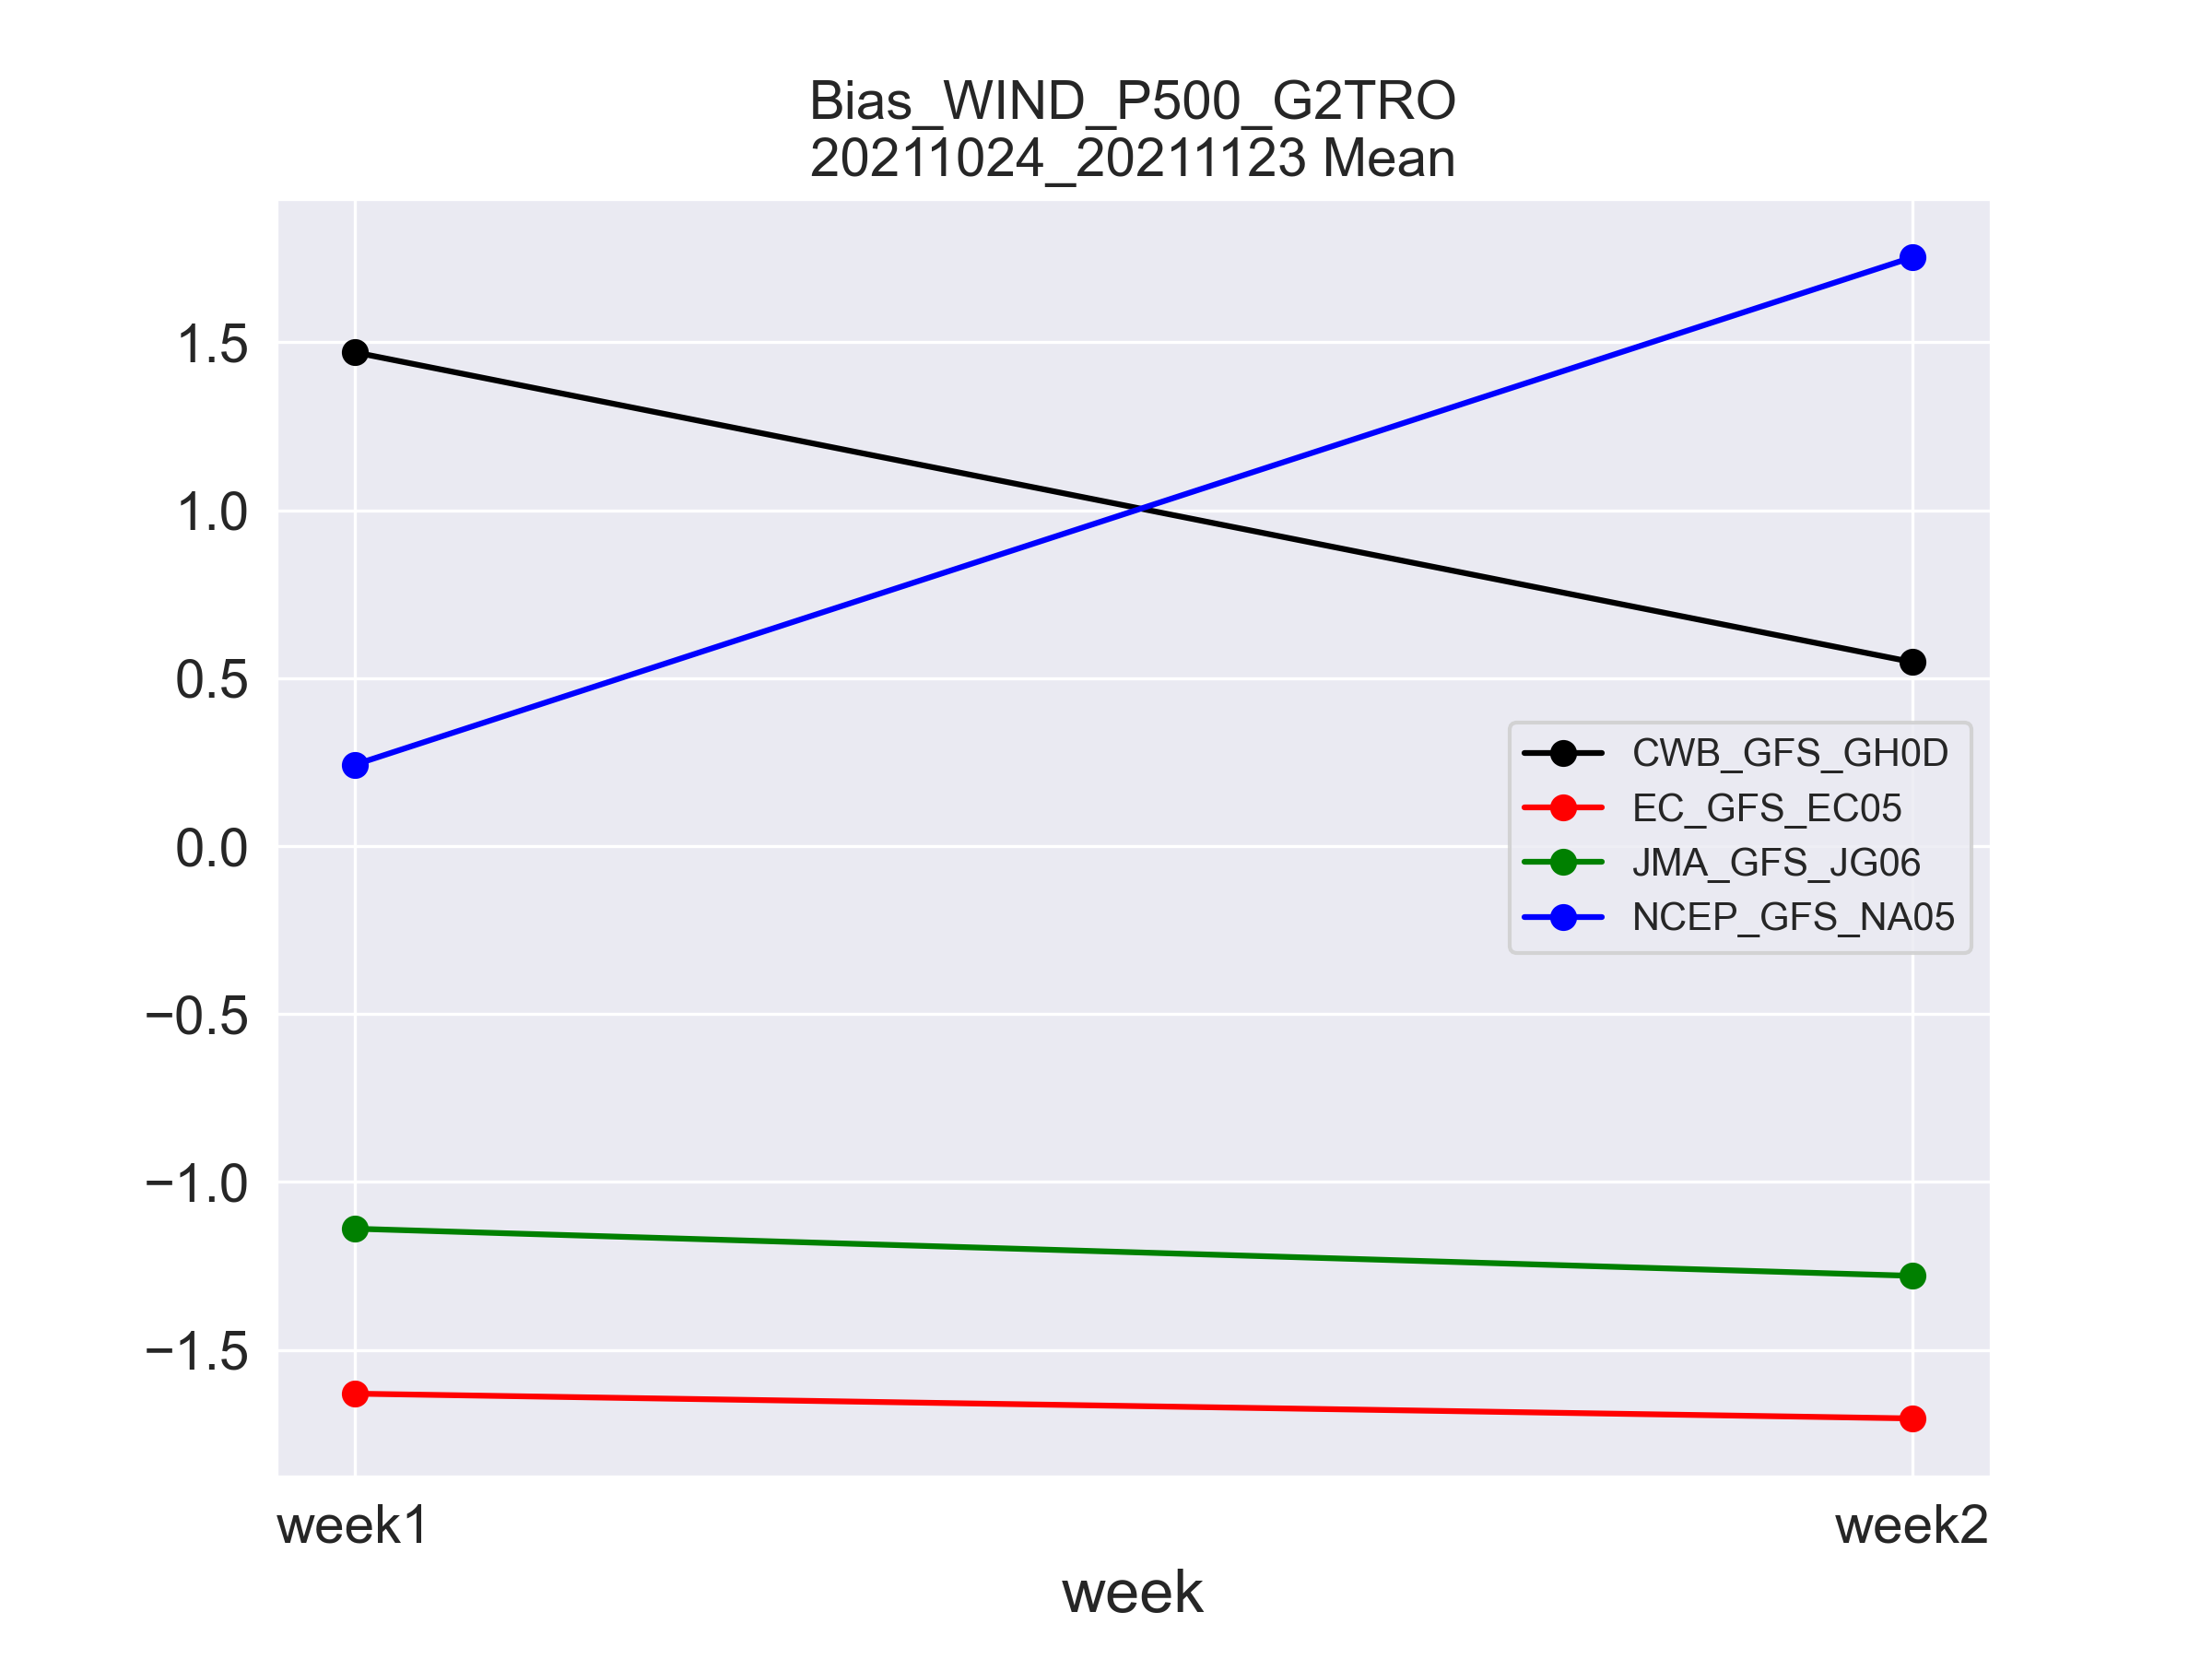 Bias_WIND_P500_G2TRO
20211024_20211123 Mean
1.5
1.0
0.5
0.0
−0.5
−1.0
−1.5
CWB_GFS_GH0D
EC_GFS_EC05
JMA_GFS_JG06
NCEP_GFS_NA05
week1 week2
week